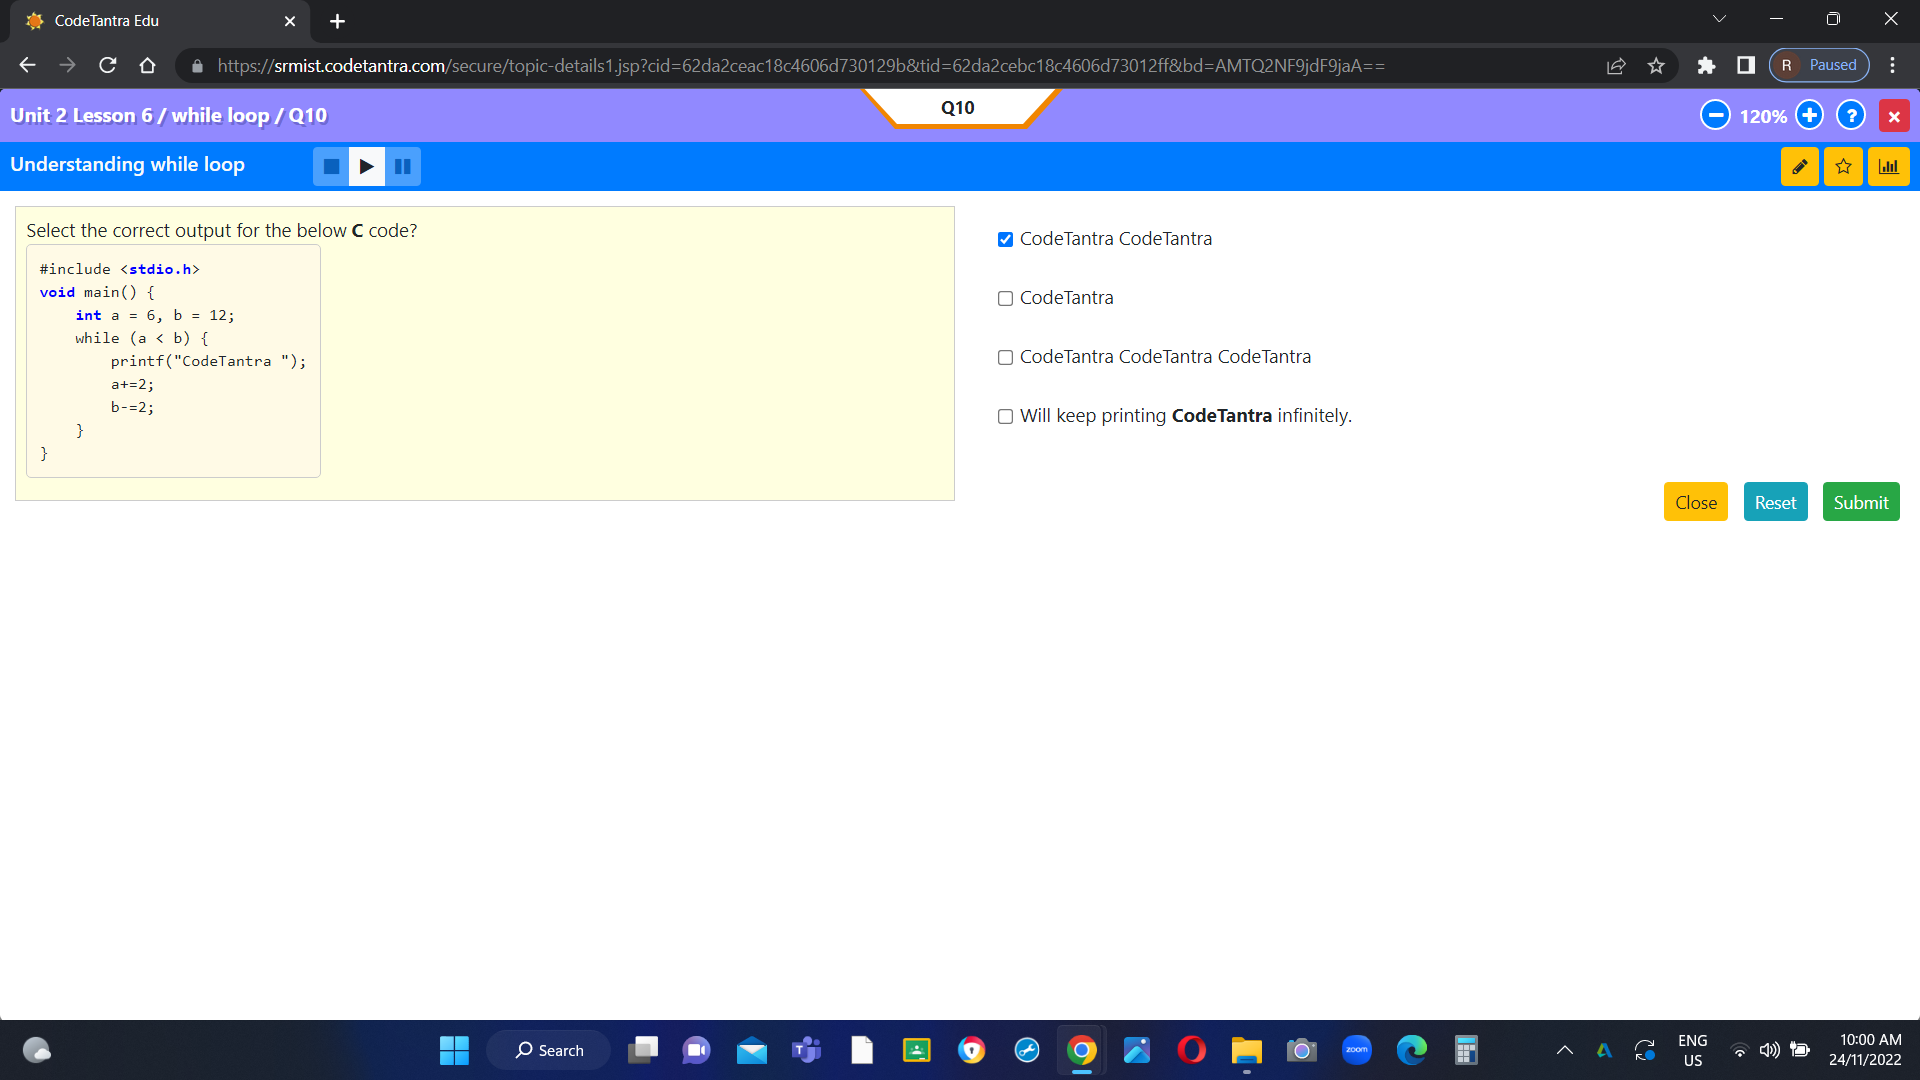 CodeTantra Edu
https://srmist.codetantra.com/secure/topic-details1.jsp?cid=62da2ceac18c4606d730129b&tid=62da2cebc18c4606d73012ff&bd=AMTQ2NF9jdF9jaA==
R Paused
Unit 2 Lesson 6 / while loop / Q10
Q10
120%
?
Understanding while loop
Select the correct output for the below C code?
#include <stdio.h>
void main() {
    int a = 6, b = 12;
    while (a < b) {
        printf("CodeTantra ");
        a+=2;
        b-=2;
    }
}
CodeTantra CodeTantra
CodeTantra
CodeTantra CodeTantra CodeTantra
Will keep printing CodeTantra infinitely.
Close
Reset
Submit
Search
zoom
ENG
US
10:00 AM
24/11/2022